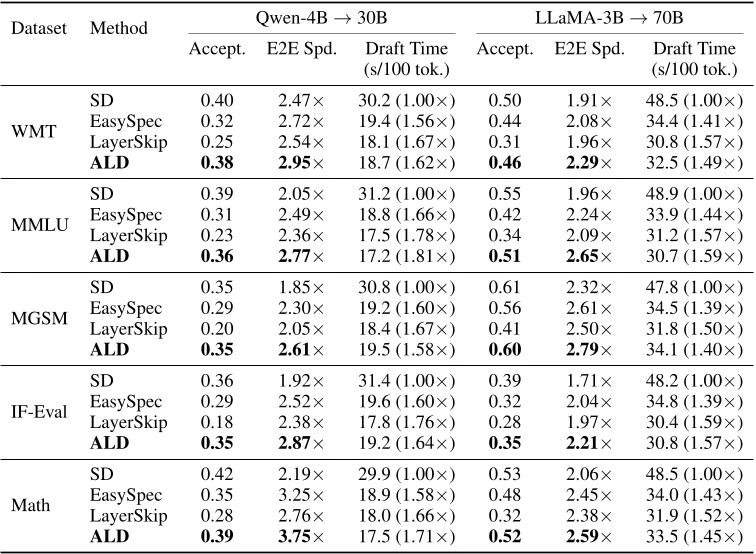 Dataset Method Qwen-4B → 30B LLaMA-3B → 70B
Accept. E2E Spd. Draft Time Accept. E2E Spd. Draft Time
(s/100 tok.) (s/100 tok.)
WMT
SD 0.40 2.47× 30.2 (1.00×) 0.50 1.91× 48.5 (1.00×)
EasySpec 0.32 2.72× 19.4 (1.56×) 0.44 2.08× 34.4 (1.41×)
LayerSkip 0.25 2.54× 18.1 (1.67×) 0.31 1.96× 30.8 (1.57×)
ALD 0.38 2.95× 18.7 (1.62×) 0.46 2.29× 32.5 (1.49×)
MMLU
SD 0.39 2.05× 31.2 (1.00×) 0.55 1.96× 48.9 (1.00×)
EasySpec 0.31 2.49× 18.8 (1.66×) 0.42 2.24× 33.9 (1.44×)
LayerSkip 0.23 2.36× 17.5 (1.78×) 0.34 2.09× 31.2 (1.57×)
ALD 0.36 2.77× 17.2 (1.81×) 0.51 2.65× 30.7 (1.59×)
MGSM
SD 0.35 1.85× 30.8 (1.00×) 0.61 2.32× 47.8 (1.00×)
EasySpec 0.29 2.30× 19.2 (1.60×) 0.56 2.61× 34.5 (1.39×)
LayerSkip 0.20 2.05× 18.4 (1.67×) 0.41 2.50× 31.8 (1.50×)
ALD 0.35 2.61× 19.5 (1.58×) 0.60 2.79× 34.1 (1.40×)
IF-Eval
SD 0.36 1.92× 31.4 (1.00×) 0.39 1.71× 48.2 (1.00×)
EasySpec 0.29 2.52× 19.6 (1.60×) 0.32 2.04× 34.8 (1.39×)
LayerSkip 0.18 2.38× 17.8 (1.76×) 0.28 1.97× 30.4 (1.59×)
ALD 0.35 2.87× 19.2 (1.64×) 0.35 2.21× 30.8 (1.57×)
Math
SD 0.42 2.19× 29.9 (1.00×) 0.53 2.06× 48.5 (1.00×)
EasySpec 0.35 3.25× 18.9 (1.58×) 0.48 2.45× 34.0 (1.43×)
LayerSkip 0.28 2.76× 18.0 (1.66×) 0.32 2.38× 31.9 (1.52×)
ALD 0.39 3.75× 17.5 (1.71×) 0.52 2.59× 33.5 (1.45×)